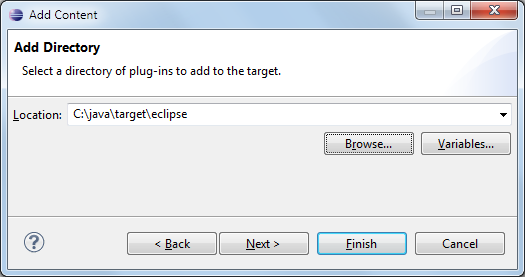 Add Content
Add Directory
Select a directory of plug-ins to add to the target.
Location: C:\java\target\eclipse
Browse... Variables...
? < Back Next > Finish Cancel